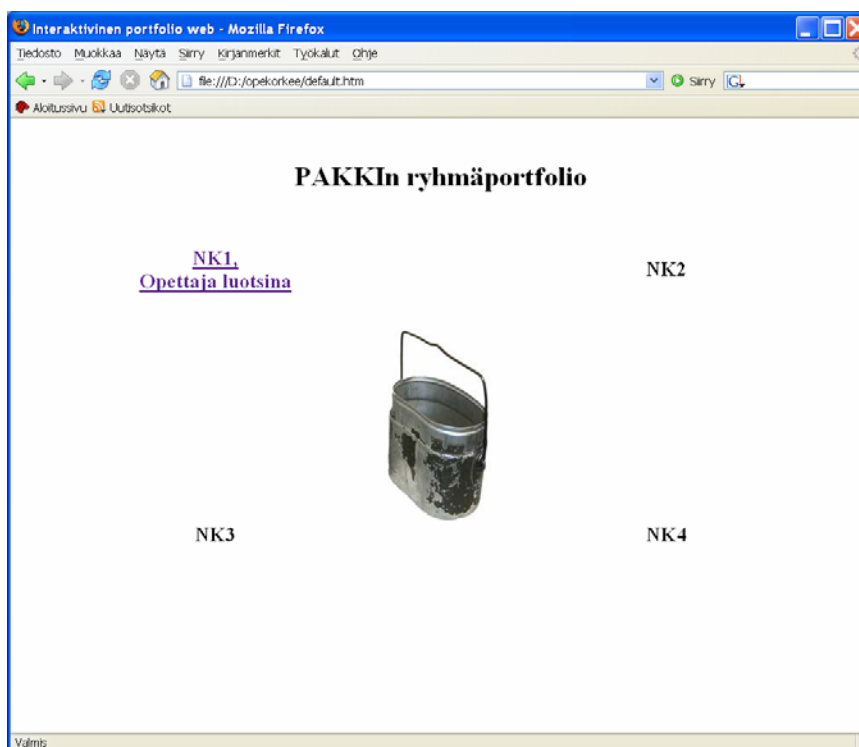 Interaktivinen portfolio web - Mozilla Firefox
Tiedosto Muokkaa Näytä Siirry Kirjanmerkit Työkalut Ohje
file:///D:/opekorkee/default.htm Siirry
Aloitussivu Uutisotsikot
PAKKIn ryhmäportfolio
NK1,
Opettaja luotsina
NK2
NK3
NK4
Valmis